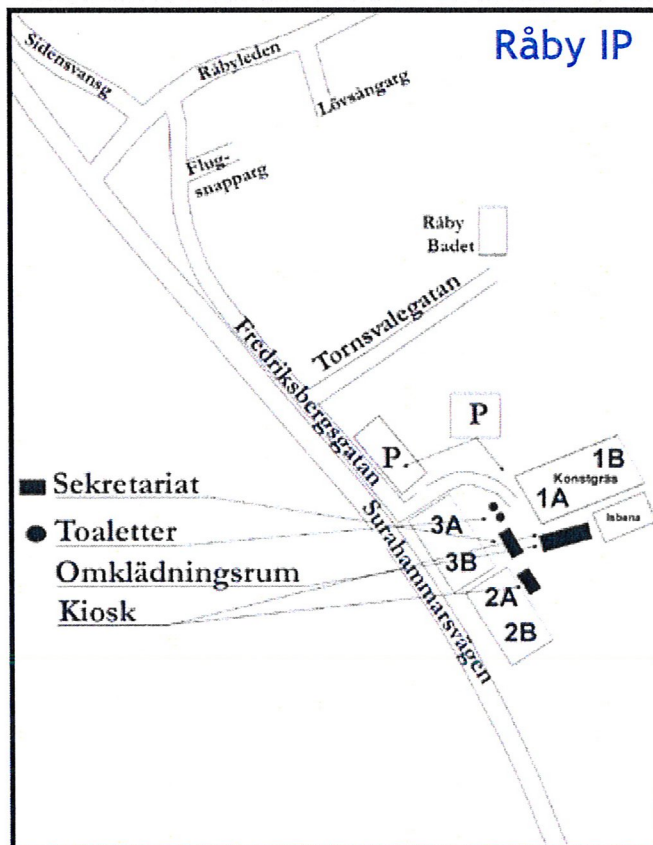 Råby IP
Sidensvansg
Råbyleden
Lövsångarg
Flug-
snapparg
Råby
Badet
Tornsvalegatan
Fredriksbergsgatan
P
P
1B
Konstgräs
1A
Isbana
Sekretariat
Toaletter
Omklädningsrum
Kiosk
3A
3B
2A
2B
Surahammarsvägen